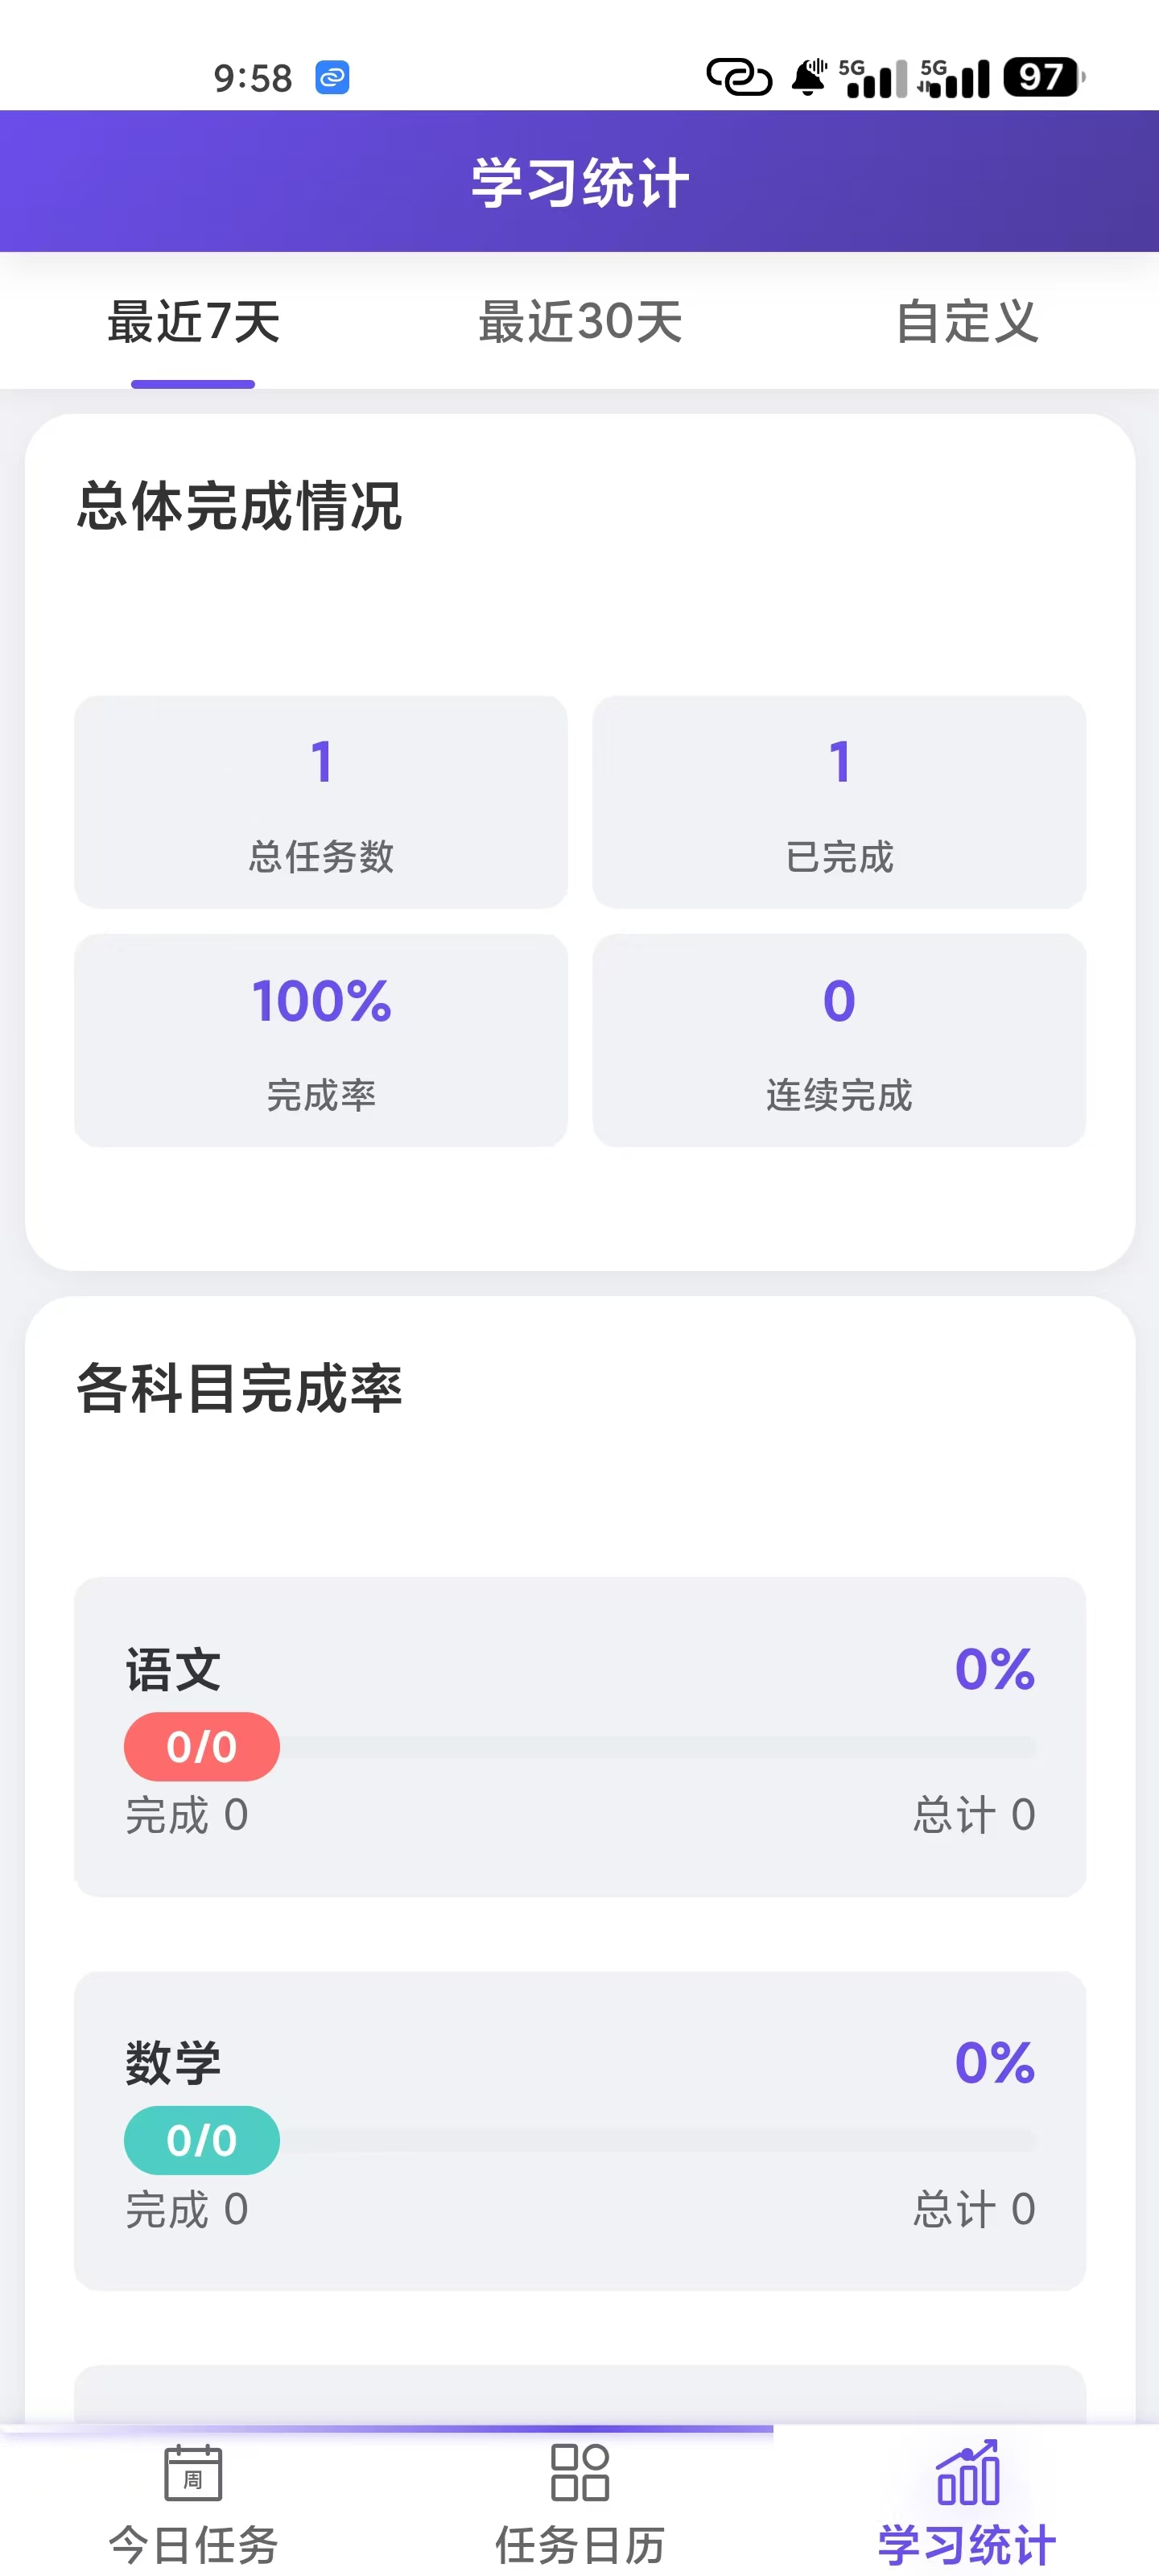 9:58 5G 5G 97
学习统计
最近7天 最近30天 自定义
总体完成情况
1 1
总任务数 已完成
100% 0
完成率 连续完成
各科目完成率
语文 0%
0/0
完成 0 总计 0
数学 0%
0/0
完成 0 总计 0
周
今日任务 任务日历 学习统计